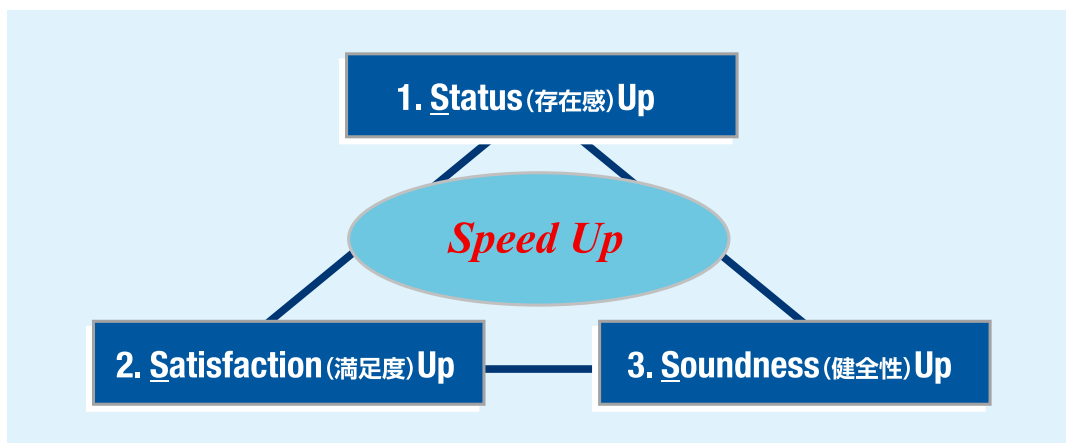 1. Status(存在感)Up
Speed Up
2. Satisfaction(満足度)Up
3. Soundness(健全性)Up